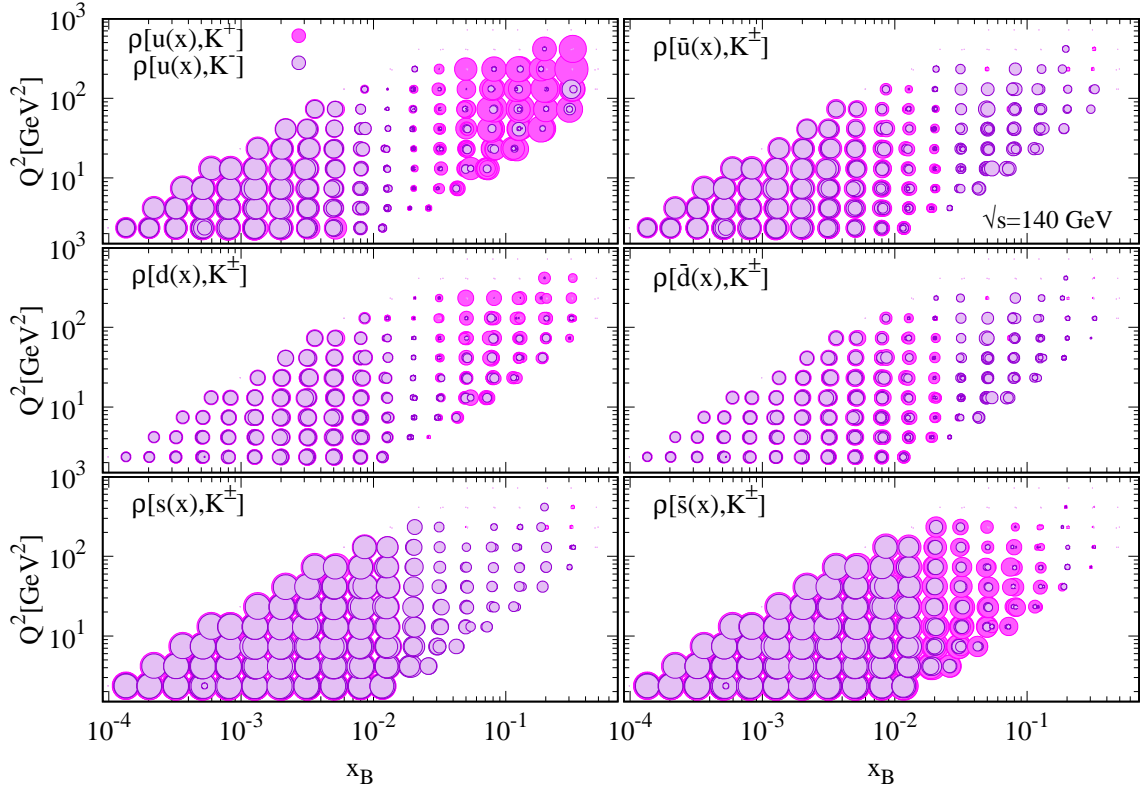 ρ[u(x),K⁺]
ρ[u(x),K⁻]
ρ[ū(x),K±]
√s=140 GeV
Q²[GeV²]
10³
10²
10¹
10³
ρ[d(x),K±]
ρ[d̄(x),K±]
Q²[GeV²]
10²
10¹
10³
ρ[s(x),K±]
ρ[s̄(x),K±]
Q²[GeV²]
10²
10¹
10⁻⁴ 10⁻³ 10⁻² 10⁻¹ 10⁻⁴ 10⁻³ 10⁻² 10⁻¹
x_B x_B